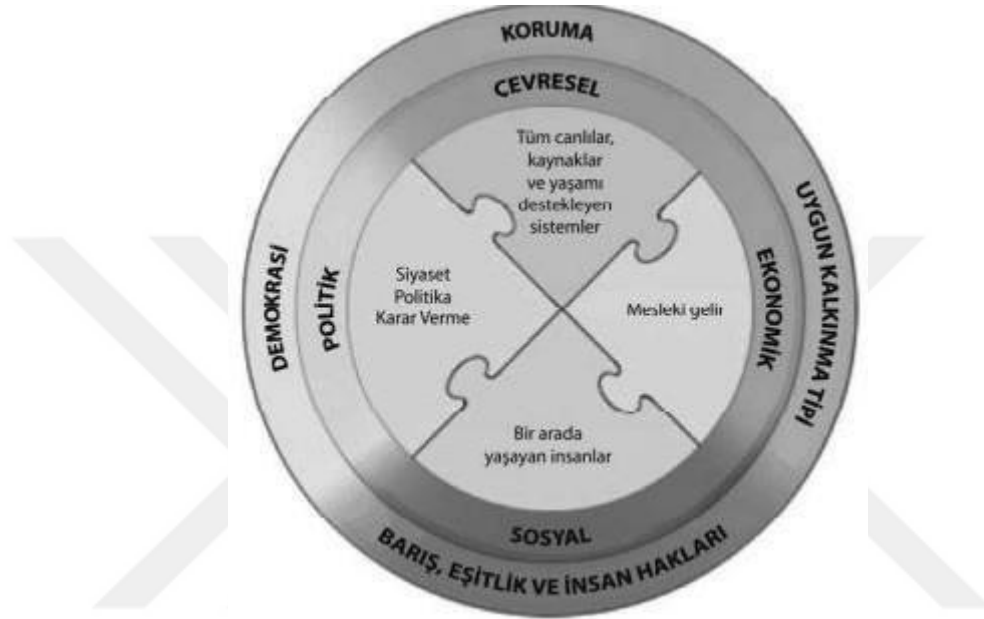 KORUMA
ÇEVRESEL
Tüm canlılar,
kaynaklar
ve yaşamı
destekleyen
sistemler
DEMOKRASİ
POLİTİK
Siyaset
Politika
Karar Verme
Mesleki gelir
EKONOMİK
UYGUN KALKINMA TİPİ
Bir arada
yaşayan insanlar
SOSYAL
BARIŞ, EŞİTLİK VE İNSAN HAKLARI